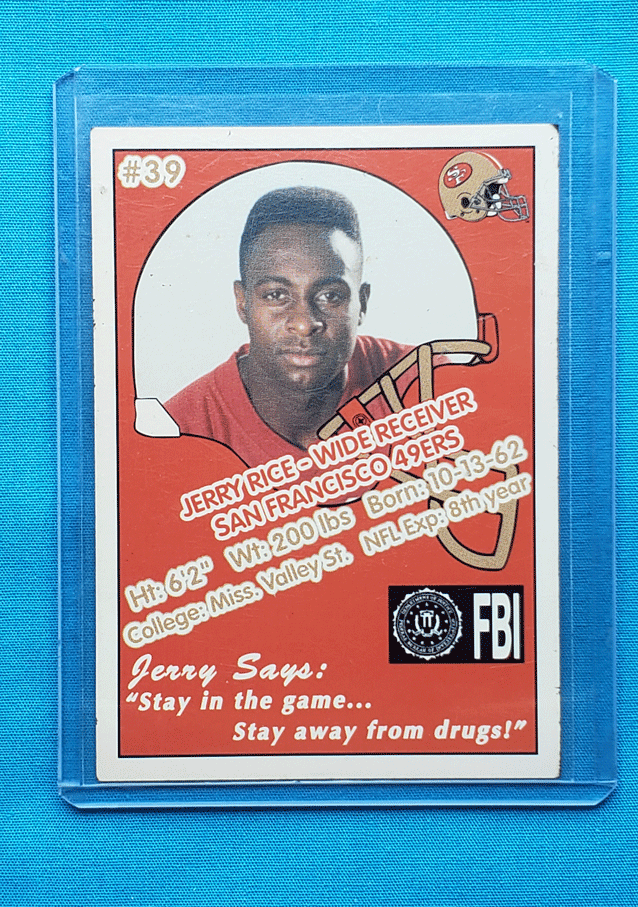 #39
SF
JERRY RICE - WIDE RECEIVER
SAN FRANCISCO 49ERS
Ht: 6'2" Wt: 200 lbs Born: 10-13-62
College: Miss. Valley St. NFL Exp: 8th year
FBI
Jerry Says:
"Stay in the game...
Stay away from drugs!"